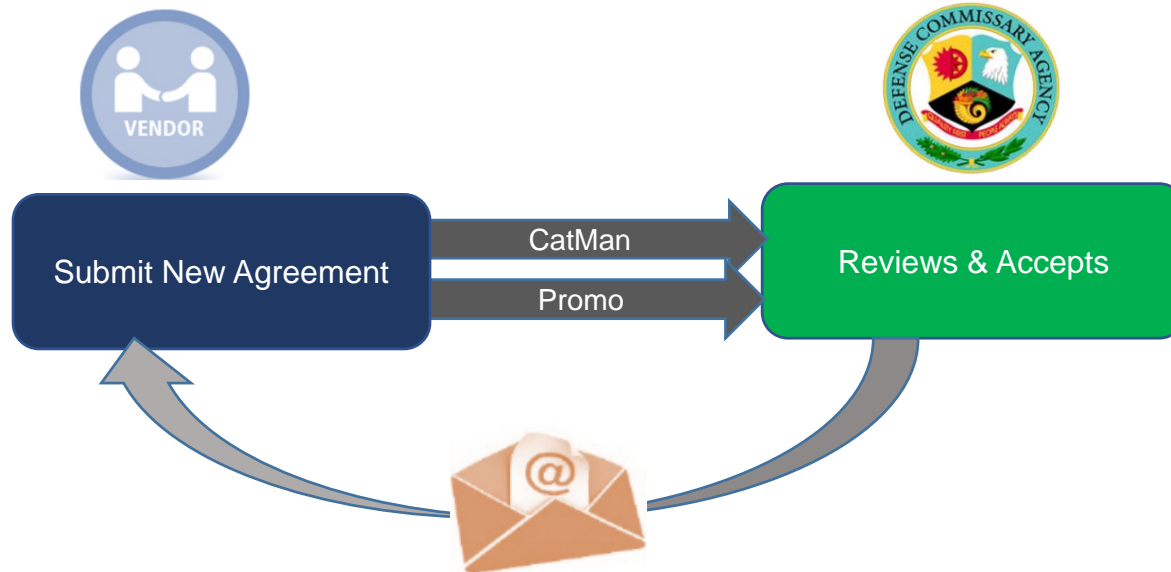 VENDOR
DEFENSE COMMISSARY AGENCY
Submit New Agreement
CatMan
Promo
Reviews & Accepts
@